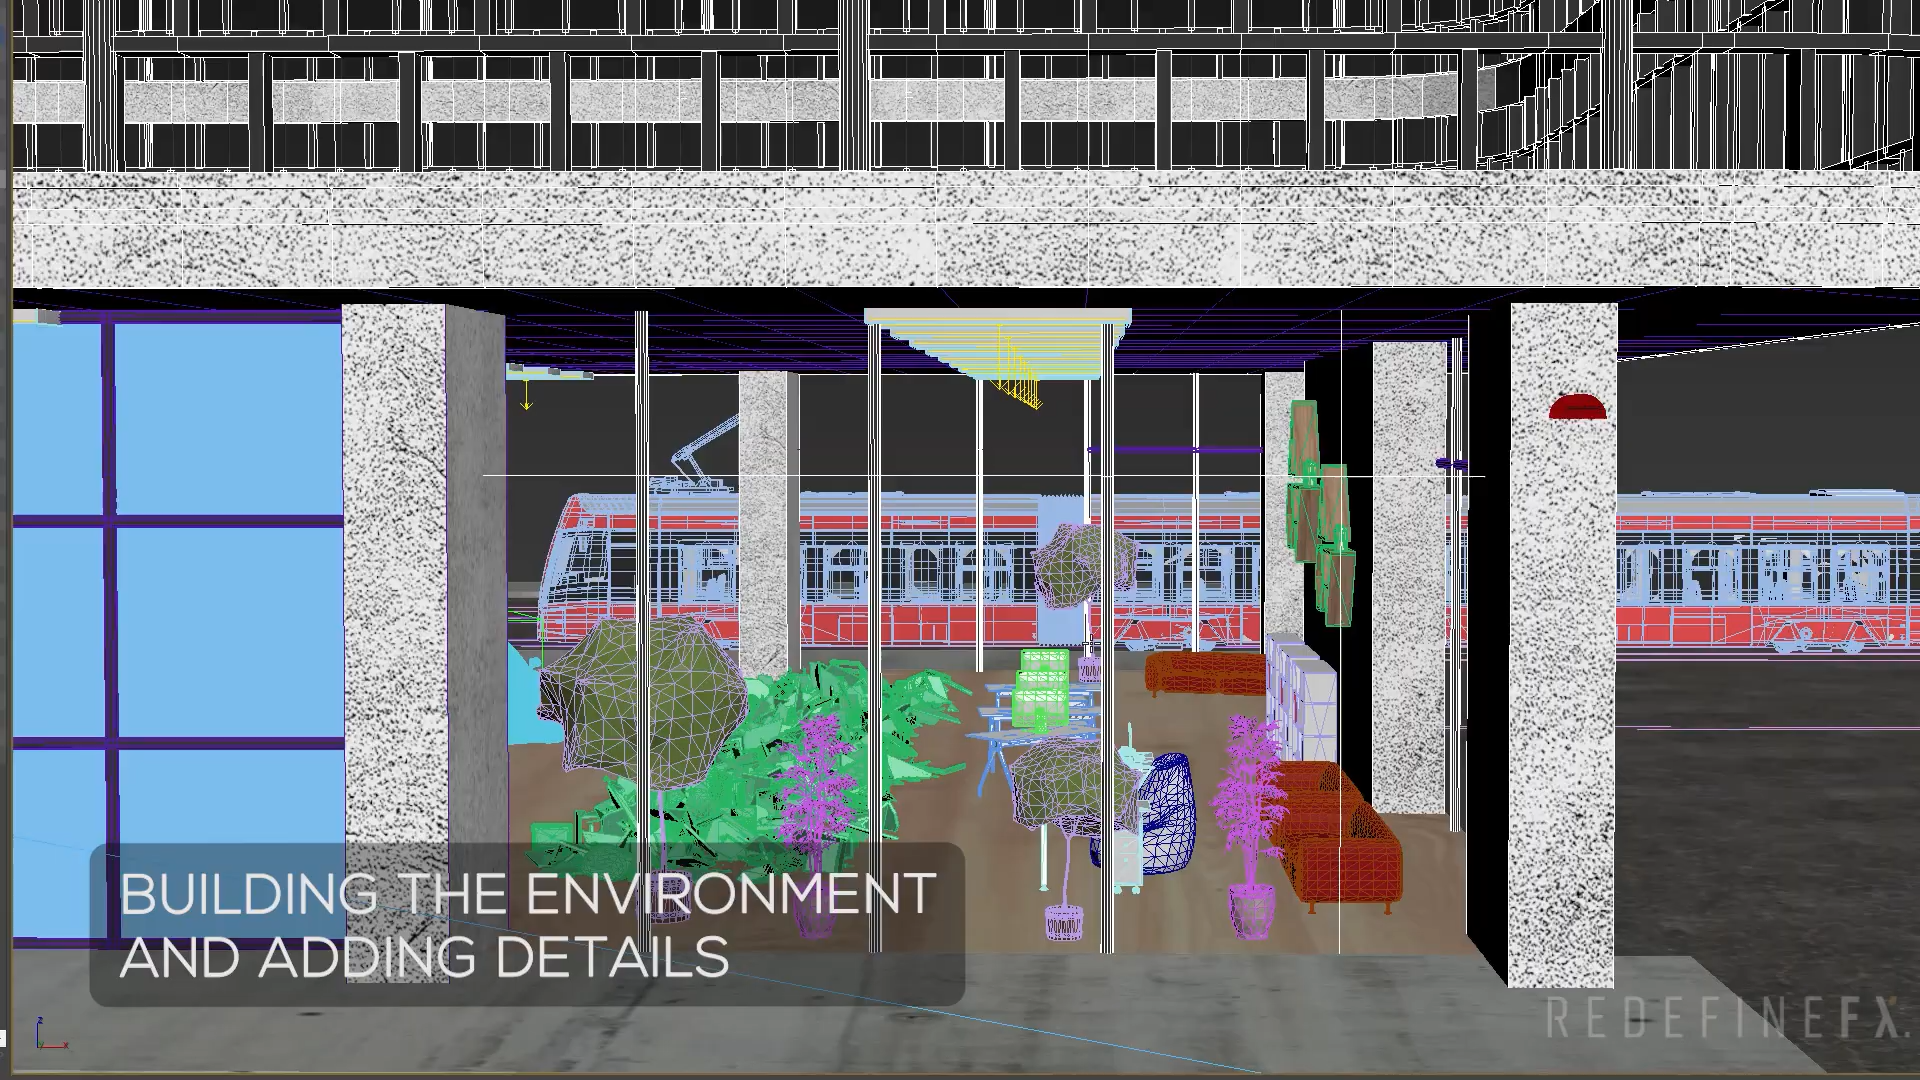 BUILDING THE ENVIRONMENT
AND ADDING DETAILS
REDEFINEFX.
z
x